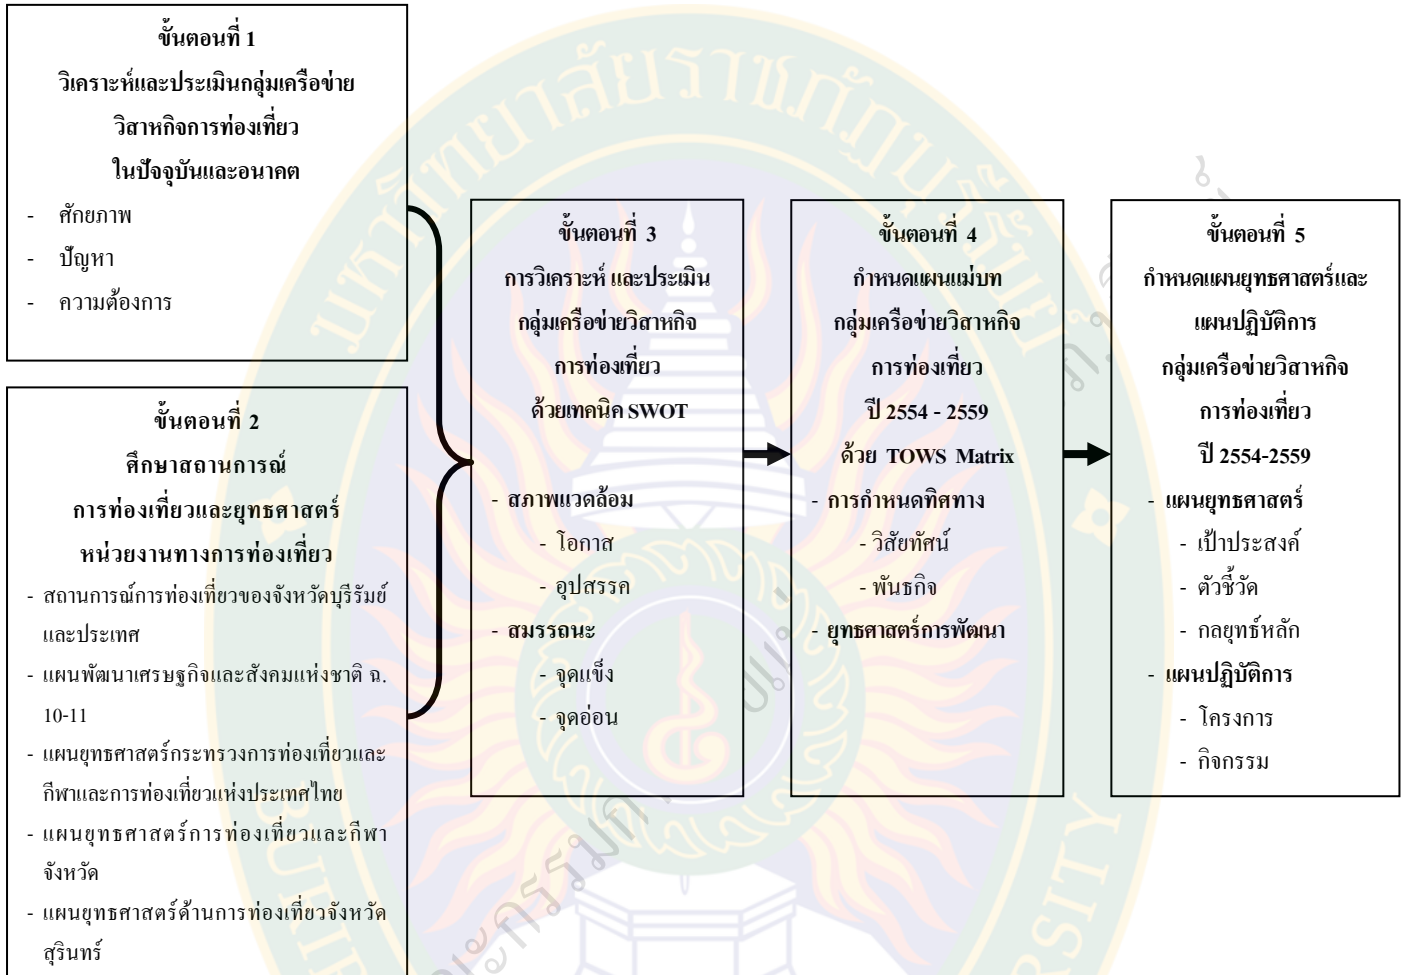 ขั้นตอนที่ 1
วิเคราะห์และประเมินกลุ่มเครือข่าย
วิสาหกิจการท่องเที่ยว
ในปัจจุบันและอนาคต
- ศักยภาพ
- ปัญหา
- ความต้องการ
ขั้นตอนที่ 2
ศึกษาสถานการณ์
การท่องเที่ยวและยุทธศาสตร์
หน่วยงานทางการท่องเที่ยว
- สถานการณ์การท่องเที่ยวของจังหวัดบุรีรัมย์
และประเทศ
- แผนพัฒนาเศรษฐกิจและสังคมแห่งชาติ ฉ.
10-11
- แผนยุทธศาสตร์กระทรวงการท่องเที่ยวและ
กีฬาและการท่องเที่ยวแห่งประเทศไทย
- แผนยุทธศาสตร์การท่องเที่ยวและกีฬา
จังหวัด
- แผนยุทธศาสตร์ด้านการท่องเที่ยวจังหวัด
สุรินทร์
ขั้นตอนที่ 3
การวิเคราะห์ และประเมิน
กลุ่มเครือข่ายวิสาหกิจ
การท่องเที่ยว
ด้วยเทคนิค SWOT
- สภาพแวดล้อม
- โอกาส
- อุปสรรค
- สมรรถนะ
- จุดแข็ง
- จุดอ่อน
ขั้นตอนที่ 4
กำหนดแผนแม่บท
กลุ่มเครือข่ายวิสาหกิจ
การท่องเที่ยว
ปี 2554 - 2559
ด้วย TOWS Matrix
- การกำหนดทิศทาง
- วิสัยทัศน์
- พันธกิจ
- ยุทธศาสตร์การพัฒนา
ขั้นตอนที่ 5
กำหนดแผนยุทธศาสตร์และ
แผนปฏิบัติการ
กลุ่มเครือข่ายวิสาหกิจ
การท่องเที่ยว
ปี 2554-2559
- แผนยุทธศาสตร์
- เป้าประสงค์
- ตัวชี้วัด
- กลยุทธ์หลัก
- แผนปฏิบัติการ
- โครงการ
- กิจกรรม
มหาวิทยาลัยราชภัฏบุรีรัมย์